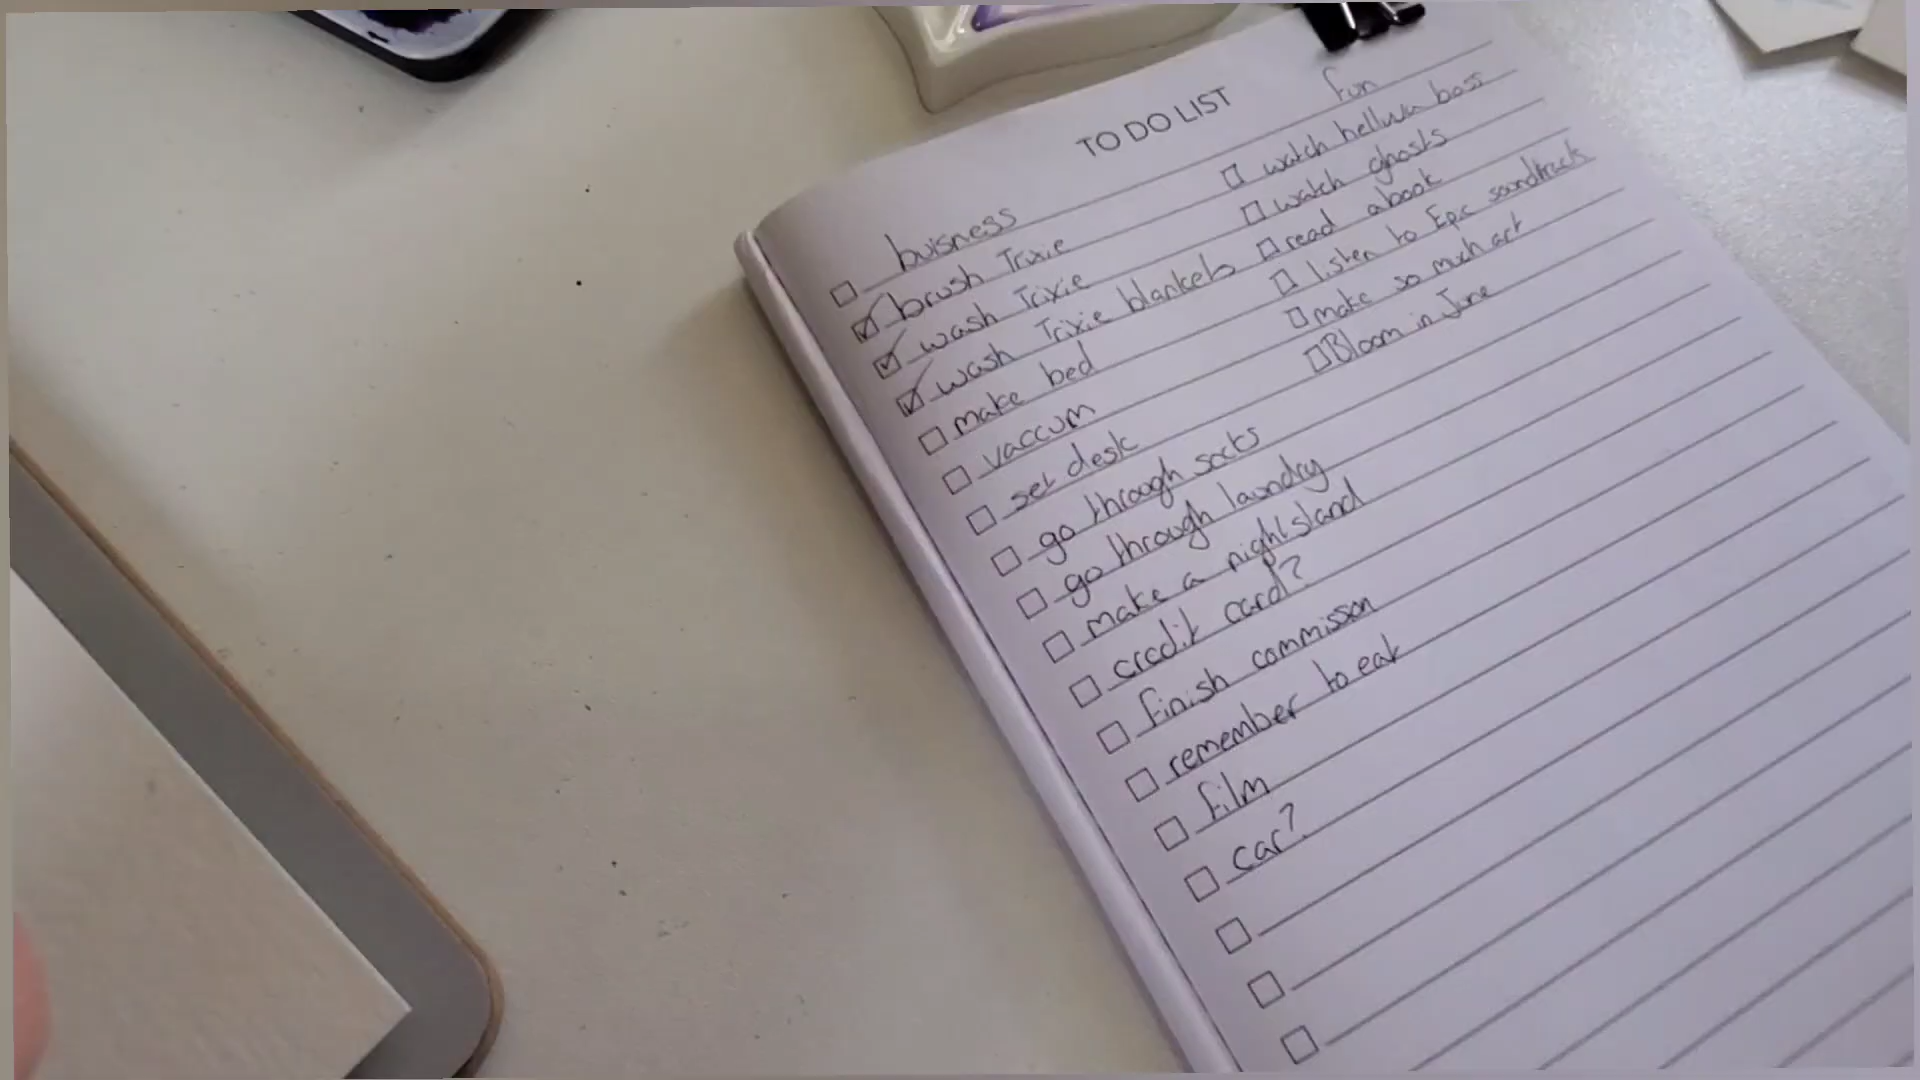 TO DO LIST
buisness
brush Trixie
wash Trixie
wash Trixie blankets
make bed
vaccum
set desk
go through socks
go through laundry
make a nightstand
credit card?
finish commisson
remember to eat
film
car?
fun
watch helluva boss
watch ghosts
read a book
listen to Epic soundtrack
make so much art
Bloom in June